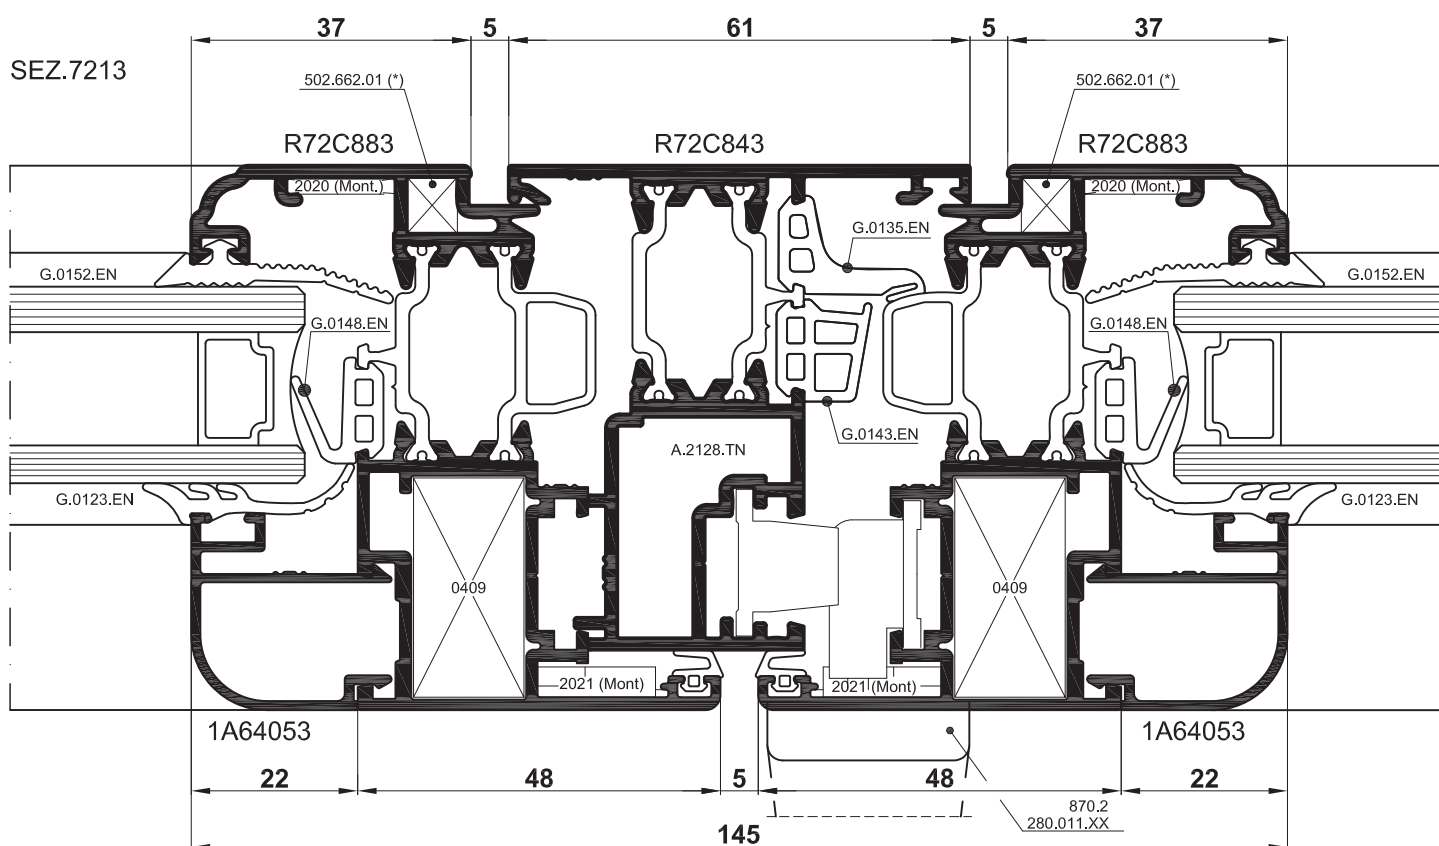 37 5 61 5 37
SEZ.7213
502.662.01 (*) 502.662.01 (*)
R72C883 R72C843 R72C883
2020 (Mont.) 2020 (Mont.)
G.0135.EN
G.0152.EN G.0152.EN
G.0148.EN G.0148.EN
G.0143.EN
A.2128.TN
G.0123.EN G.0123.EN
0409 0409
2021 (Mont) 2021 (Mont)
1A64053 1A64053
22 48 5 48 22
870.2
280.011.XX
145